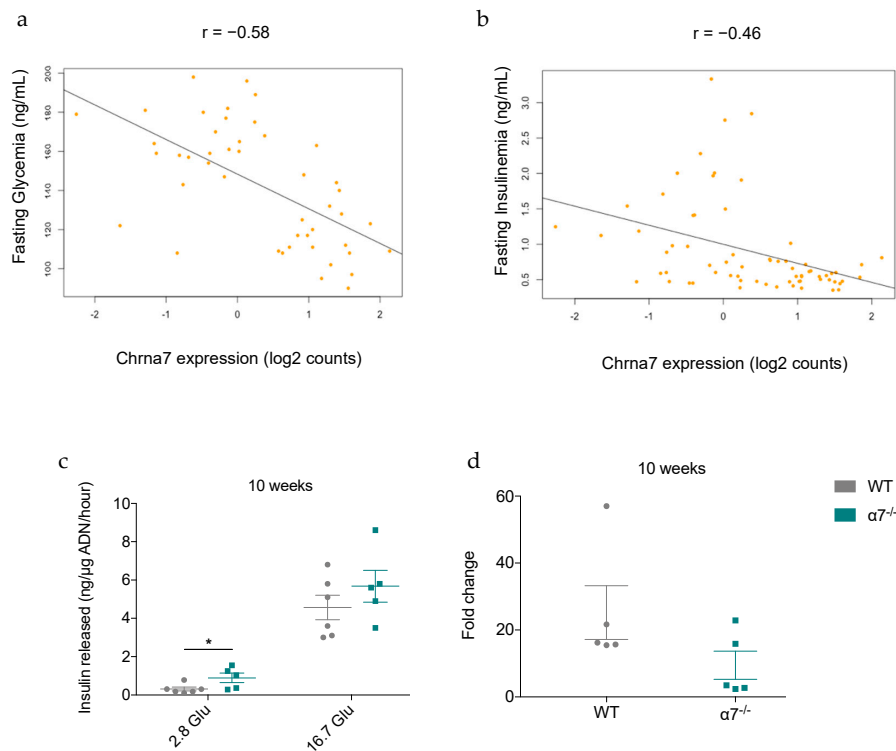 a
r = −0.58
Fasting Glycemia (ng/mL)
200
180
160
140
120
100
-2
-1
0
1
2
Chrna7 expression (log2 counts)
b
r = −0.46
Fasting Insulinemia (ng/mL)
3.0
2.5
2.0
1.5
1.0
0.5
-2
-1
0
1
2
Chrna7 expression (log2 counts)
c
10 weeks
Insulin released (ng/µg ADN/hour)
10
8
6
4
2
0
*
2.8 Glu
16.7 Glu
d
10 weeks
Fold change
60
40
20
0
WT
α7-/-
WT
α7-/-